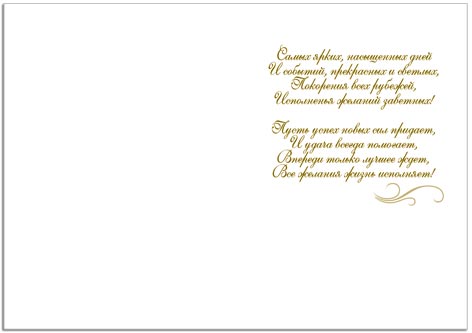 Самых ярких, насыщенных дней
И событий, прекрасных и светлых,
Покорения всех рубежей,
Исполненья желаний заветных!
Пусть успех новых сил придает,
И удача всегда помогает,
Впереди только лучшее ждет,
Все желания жизнь исполняет!